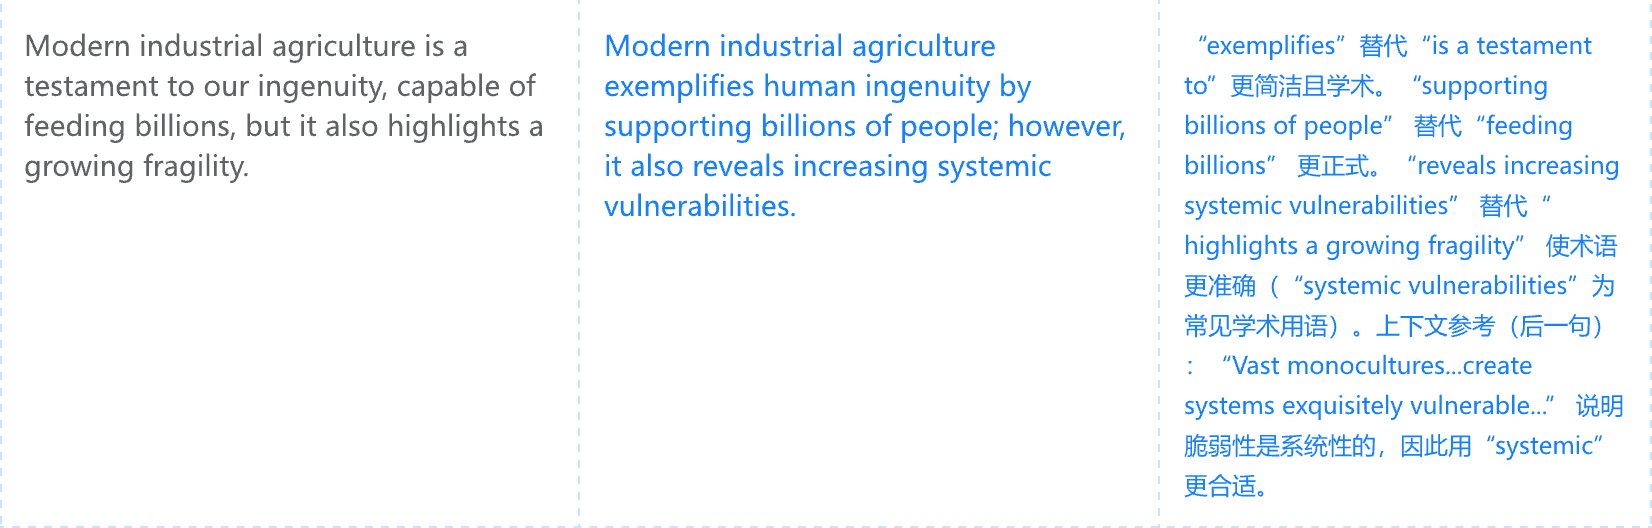 Modern industrial agriculture is a
testament to our ingenuity, capable of
feeding billions, but it also highlights a
growing fragility.
Modern industrial agriculture
exemplifies human ingenuity by
supporting billions of people; however,
it also reveals increasing systemic
vulnerabilities.
“exemplifies”替代“is a testament
to”更简洁且学术。“supporting
billions of people” 替代“feeding
billions” 更正式。“reveals increasing
systemic vulnerabilities” 替代“
highlights a growing fragility” 使术语
更准确（“systemic vulnerabilities”为
常见学术用语）。上下文参考（后一句）
：“Vast monocultures...create
systems exquisitely vulnerable...” 说明
脆弱性是系统性的，因此用“systemic”
更合适。